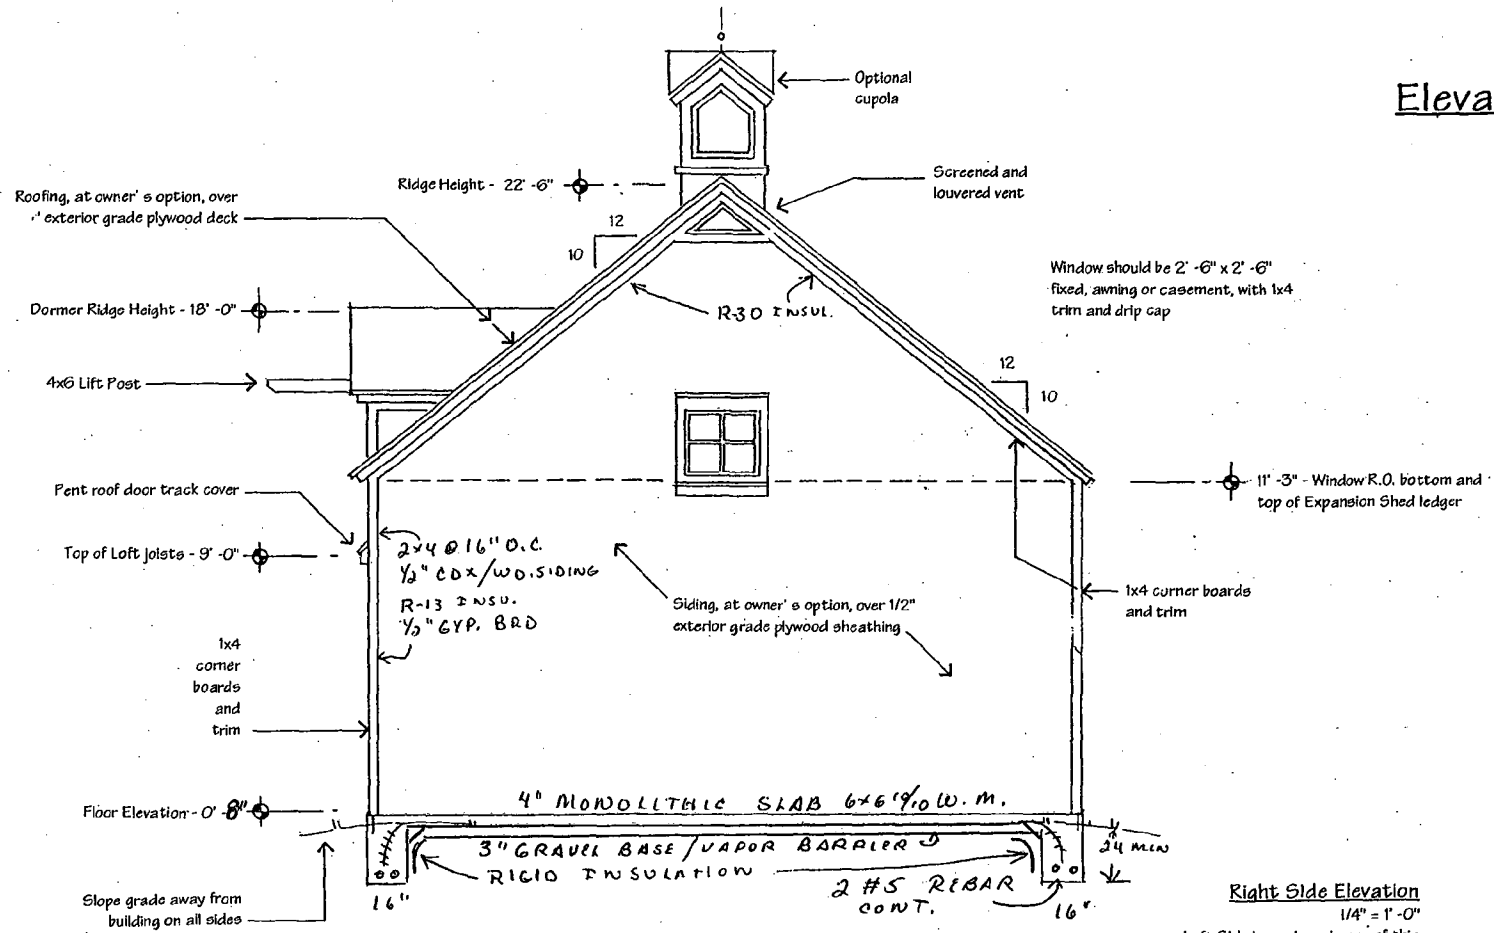 Optional
cupola
Eleva
Screened and
louvered vent
Ridge Height - 22' -6"
Roofing, at owner's option, over
exterior grade plywood deck
12
10
Window should be 2' -6" x 2' -6"
fixed, awning or casement, with 1x4
trim and drip cap
Dormer Ridge Height - 18' -0"
R-30 INSUL.
12
10
4x6 Lift Post
Pent roof door track cover
11' -3" - Window R.O. bottom and
top of Expansion Shed ledger
Top of Loft Joists - 9' -0"
2x4 @ 16" O.C.
1/2" CDX/WD. SIDING
R-13 INSU.
1/2" GYP. BRD
Siding, at owner's option, over 1/2"
exterior grade plywood sheathing
1x4 corner boards
and trim
1x4
corner
boards
and
trim
Floor Elevation - 0' -8"
4" MONOLITHIC SLAB 6x6 10/10 W.M.
3" GRAVEL BASE/VAPOR BARRIER
RIGID INSULATION
24 MIN
2 #5 REBAR
CONT.
16"
16"
Slope grade away from
building on all sides
Right Side Elevation
1/4" = 1' -0"